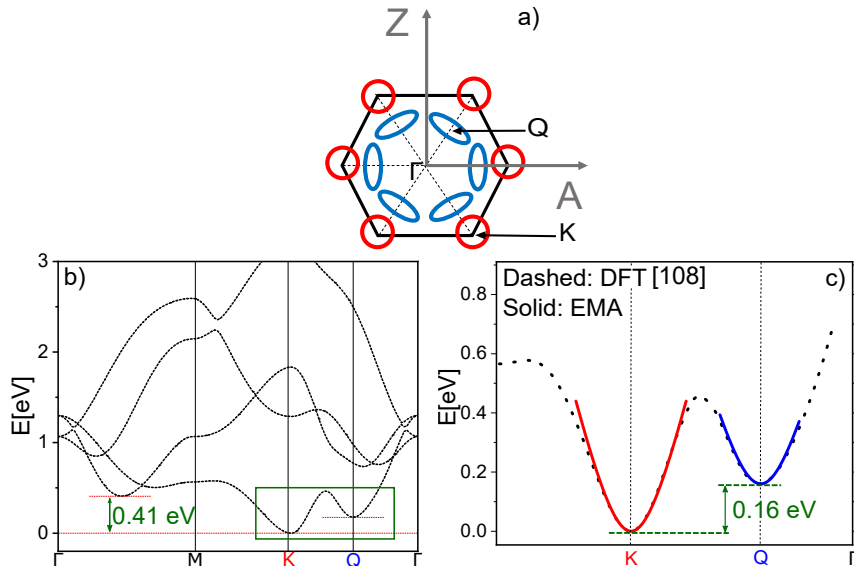 a)
Z
Q
Γ
A
K
b)
3
2
1
0
E[eV]
0.41 eV
Γ
M
K
Q
Γ
c)
Dashed: DFT [108]
Solid: EMA
0.8
0.6
0.4
0.2
0.0
E[eV]
0.16 eV
K
Q
Γ